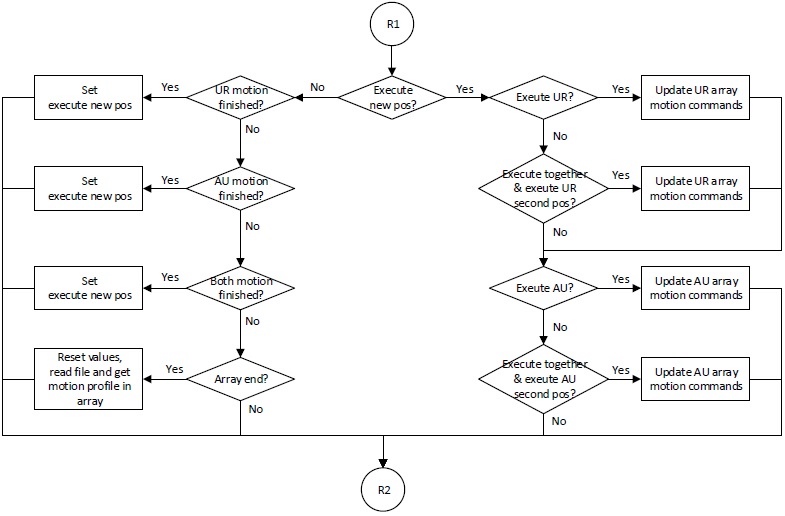 R1
Set
execute new pos
Yes
UR motion
finished?
No
Execute
new pos?
Yes
Exeute UR?
Yes
Update UR array
motion commands
No
No
Set
execute new pos
Yes
AU motion
finished?
Execute together
& exeute UR
second pos?
Yes
Update UR array
motion commands
No
No
Set
execute new pos
Yes
Both motion
finished?
Exeute AU?
Yes
Update AU array
motion commands
No
No
Reset values,
read file and get
motion profile in
array
Yes
Array end?
Execute together
& exeute AU
second pos?
Yes
Update AU array
motion commands
No
No
R2